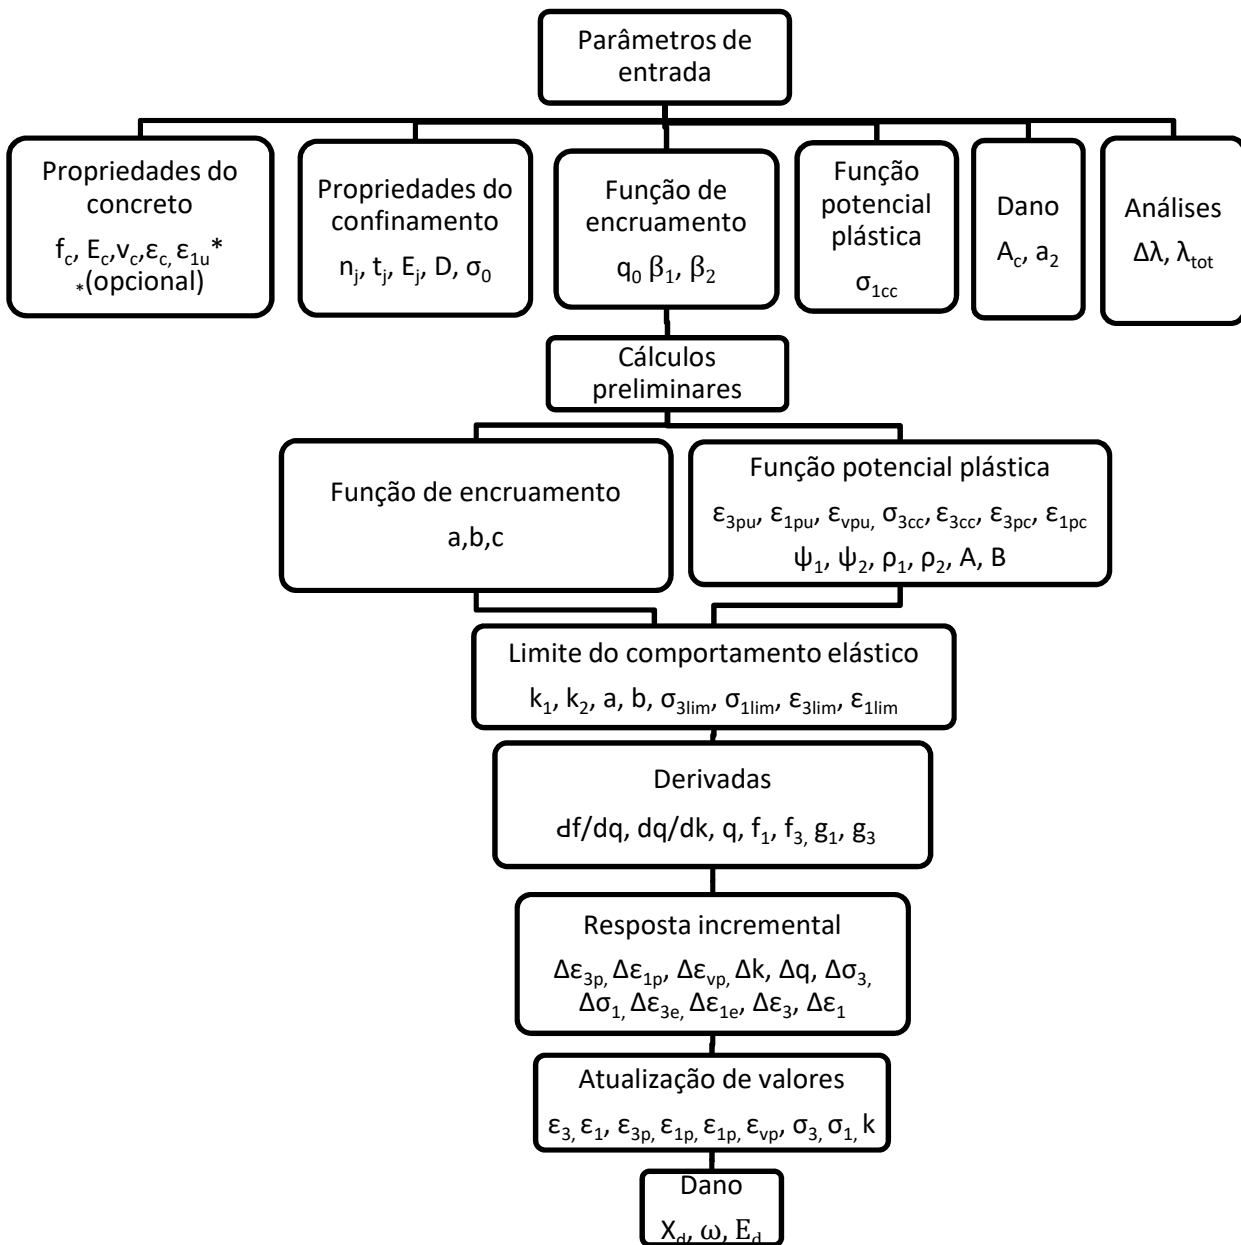 Parâmetros de
entrada
Propriedades do
concreto
f_c, E_c,v_c,ε_c, ε_1u*
*(opcional)
Propriedades do
confinamento
n_j, t_j, E_j, D, σ_0
Função de
encruamento
q_0 β_1, β_2
Função
potencial
plástica
σ_1cc
Dano
A_c, a_2
Análises
Δλ, λ_tot
Cálculos
preliminares
Função de encruamento
a,b,c
Função potencial plástica
ε_3pu, ε_1pu, ε_vpu, σ_3cc, ε_3cc, ε_3pc, ε_1pc
ψ_1, ψ_2, ρ_1, ρ_2, A, B
Limite do comportamento elástico
k_1, k_2, a, b, σ_3lim, σ_1lim, ε_3lim, ε_1lim
Derivadas
df/dq, dq/dk, q, f_1, f_3, g_1, g_3
Resposta incremental
Δε_3p, Δε_1p, Δε_vp, Δk, Δq, Δσ_3,
Δσ_1, Δε_3e, Δε_1e, Δε_3, Δε_1
Atualização de valores
ε_3, ε_1, ε_3p, ε_1p, ε_1p, ε_vp, σ_3, σ_1, k
Dano
X_d, ω, E_d